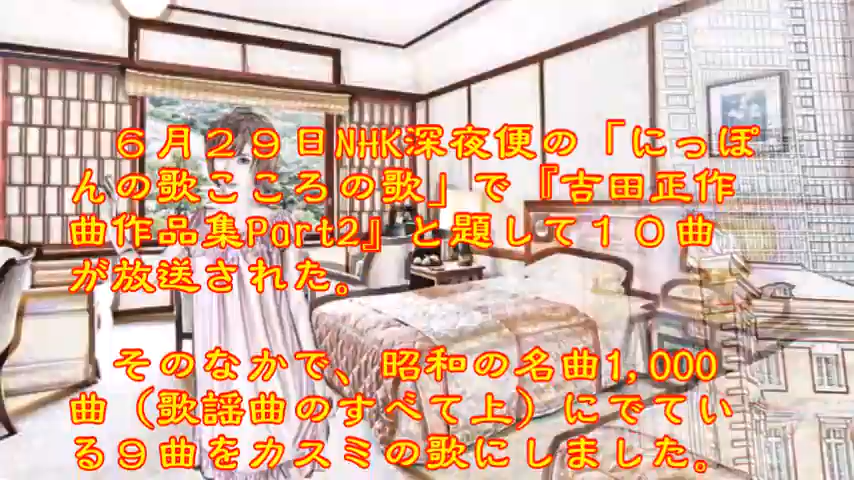 ６月２９日NHK深夜便の「にっぽ
んの歌こころの歌」で『吉田正作
曲作品集Part2』と題して１０曲
が放送された。
そのなかで、昭和の名曲1,000
曲（歌謡曲のすべて上）にでてい
る９曲をカスミの歌にしました。